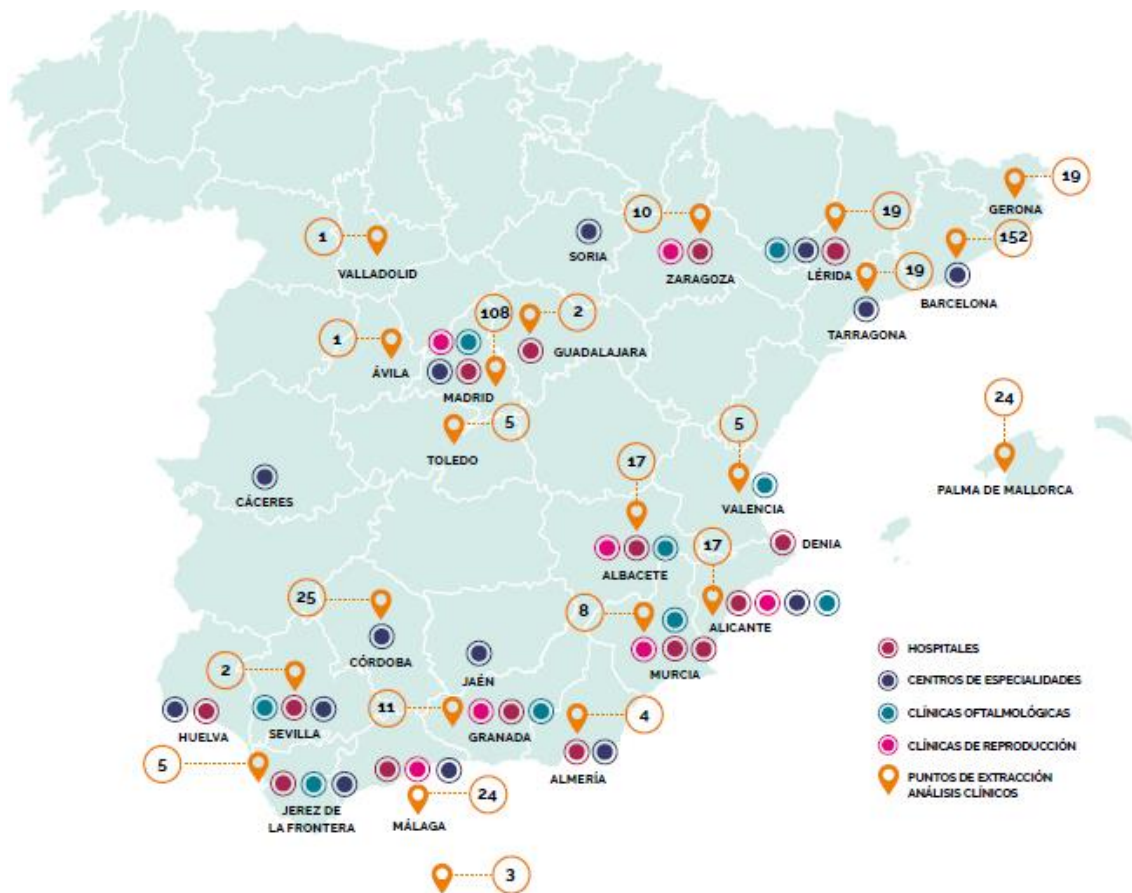 19
GERONA
10
19
152
1
SORIA
VALLADOLID
ZARAGOZA
LÉRIDA
19
BARCELONA
TARRAGONA
108
2
1
GUADALAJARA
ÁVILA
MADRID
24
5
5
TOLEDO
17
CÁCERES
VALENCIA
PALMA DE MALLORCA
17
DENIA
ALBACETE
25
8
ALICANTE
CÓRDOBA
JAÉN
MURCIA
2
11
4
HUELVA
SEVILLA
GRANADA
ALMERÍA
5
24
JEREZ DE
LA FRONTERA
MÁLAGA
3
HOSPITALES
CENTROS DE ESPECIALIDADES
CLÍNICAS OFTALMOLÓGICAS
CLÍNICAS DE REPRODUCCIÓN
PUNTOS DE EXTRACCIÓN
ANÁLISIS CLÍNICOS